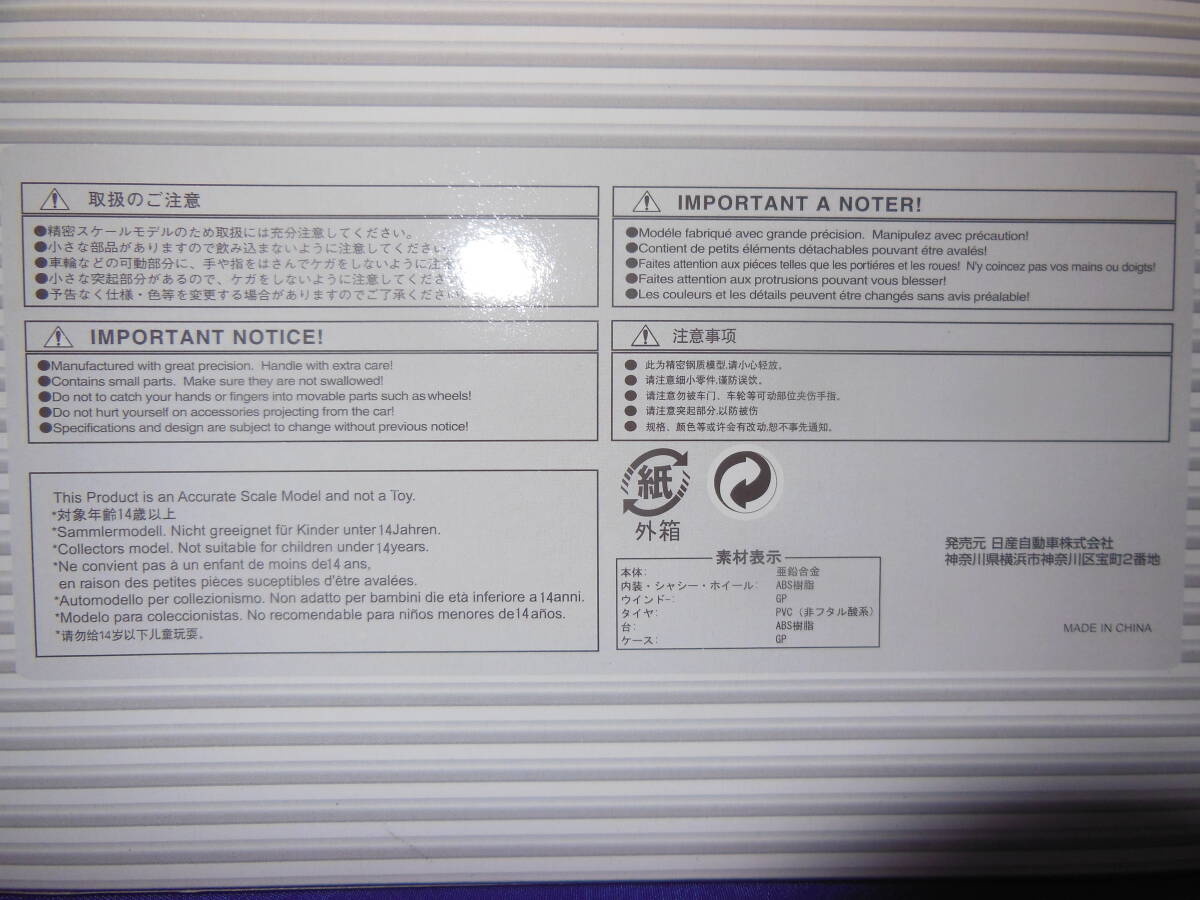 取扱のご注意
●精密スケールモデルのため取扱には充分注意してください。
●小さな部品がありますので飲み込まないように注意してください
●車輪などの可動部分に、手や指をはさんでケガをしないように注
●小さな突起部分があるので、ケガをしないように注意してくださ
●予告なく仕様・色等を変更する場合がありますのでご了承ください
IMPORTANT NOTICE!
●Manufactured with great precision. Handle with extra care!
●Contains small parts. Make sure they are not swallowed!
●Do not to catch your hands or fingers into movable parts such as wheels!
●Do not hurt yourself on accessories projecting from the car!
●Specifications and design are subject to change without previous notice!
This Product is an Accurate Scale Model and not a Toy.
*対象年齢14歳以上
*Sammlermodell. Nicht greeignet für Kinder unter 14Jahren.
*Collectors model. Not suitable for children under 14years.
*Ne convient pas à un enfant de moins de14 ans,
en raison des petites pièces suceptibles d'être avalées.
*Automodello per collezionismo. Non adatto per bambini die età inferiore a 14anni.
*Modelo para coleccionistas. No recomendable para niños menores de14años.
*请勿给14岁以下儿童玩耍。
IMPORTANT A NOTER!
●Modéle fabriqué avec grande précision. Manipulez avec précaution!
●Contient de petits éléments détachables pouvant étre avalés!
●Faites attention aux piéces telles que les portiéres et les roues! N'y coincez pas vos mains ou doigts!
●Faites attention aux protrusions pouvant vous blesser!
●Les couleurs et les détails peuvent étre changés sans avis préalable!
注意事项
● 此为精密钢质模型,请小心轻放。
● 请注意细小零件,谨防误饮。
● 请注意勿被车门、车轮等可动部位夹伤手指。
● 请注意突起部分,以防被伤
● 规格、颜色等或许会有改动,恕不事先通知。
紙
外箱
素材表示
本体: 亜鉛合金
内装・シャシー・ホイール: ABS樹脂
ウインドー: GP
タイヤ: PVC（非フタル酸系）
台: ABS樹脂
ケース: GP
発売元 日産自動車株式会社
神奈川県横浜市神奈川区宝町2番地
MADE IN CHINA